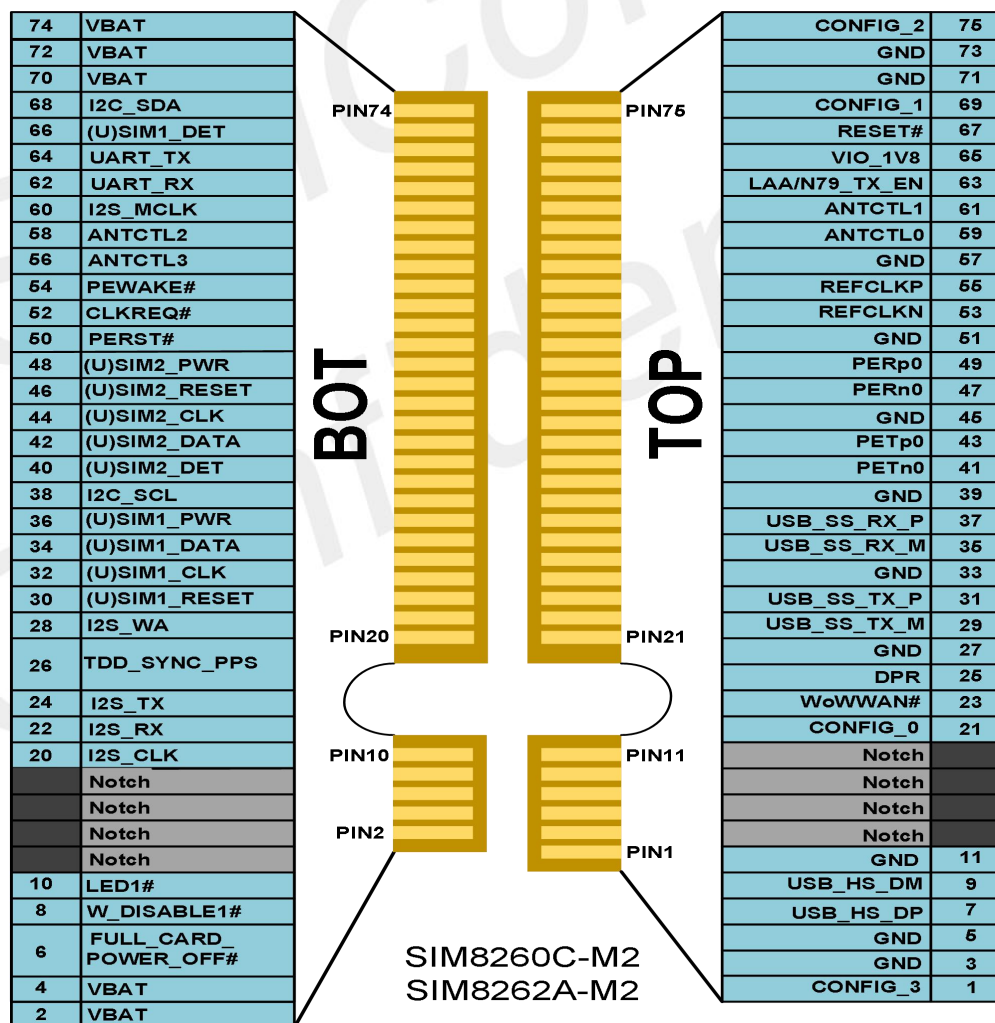 74 VBAT
72 VBAT
70 VBAT
68 I2C_SDA
66 (U)SIM1_DET
64 UART_TX
62 UART_RX
60 I2S_MCLK
58 ANTCTL2
56 ANTCTL3
54 PEWAKE#
52 CLKREQ#
50 PERST#
48 (U)SIM2_PWR
46 (U)SIM2_RESET
44 (U)SIM2_CLK
42 (U)SIM2_DATA
40 (U)SIM2_DET
38 I2C_SCL
36 (U)SIM1_PWR
34 (U)SIM1_DATA
32 (U)SIM1_CLK
30 (U)SIM1_RESET
28 I2S_WA
26 TDD_SYNC_PPS
24 I2S_TX
22 I2S_RX
20 I2S_CLK
Notch
Notch
Notch
Notch
10 LED1#
8 W_DISABLE1#
6 FULL_CARD_
POWER_OFF#
4 VBAT
2 VBAT
PIN74
BOT
PIN20
PIN10
PIN2
PIN75
TOP
PIN21
PIN11
PIN1
SIM8260C-M2
SIM8262A-M2
CONFIG_2 75
GND 73
GND 71
CONFIG_1 69
RESET# 67
VIO_1V8 65
LAA/N79_TX_EN 63
ANTCTL1 61
ANTCTL0 59
GND 57
REFCLKP 55
REFCLKN 53
GND 51
PERp0 49
PERn0 47
GND 45
PETp0 43
PETn0 41
GND 39
USB_SS_RX_P 37
USB_SS_RX_M 35
GND 33
USB_SS_TX_P 31
USB_SS_TX_M 29
GND 27
DPR 25
WoWWAN# 23
CONFIG_0 21
Notch
Notch
Notch
Notch
GND 11
USB_HS_DM 9
USB_HS_DP 7
GND 5
GND 3
CONFIG_3 1